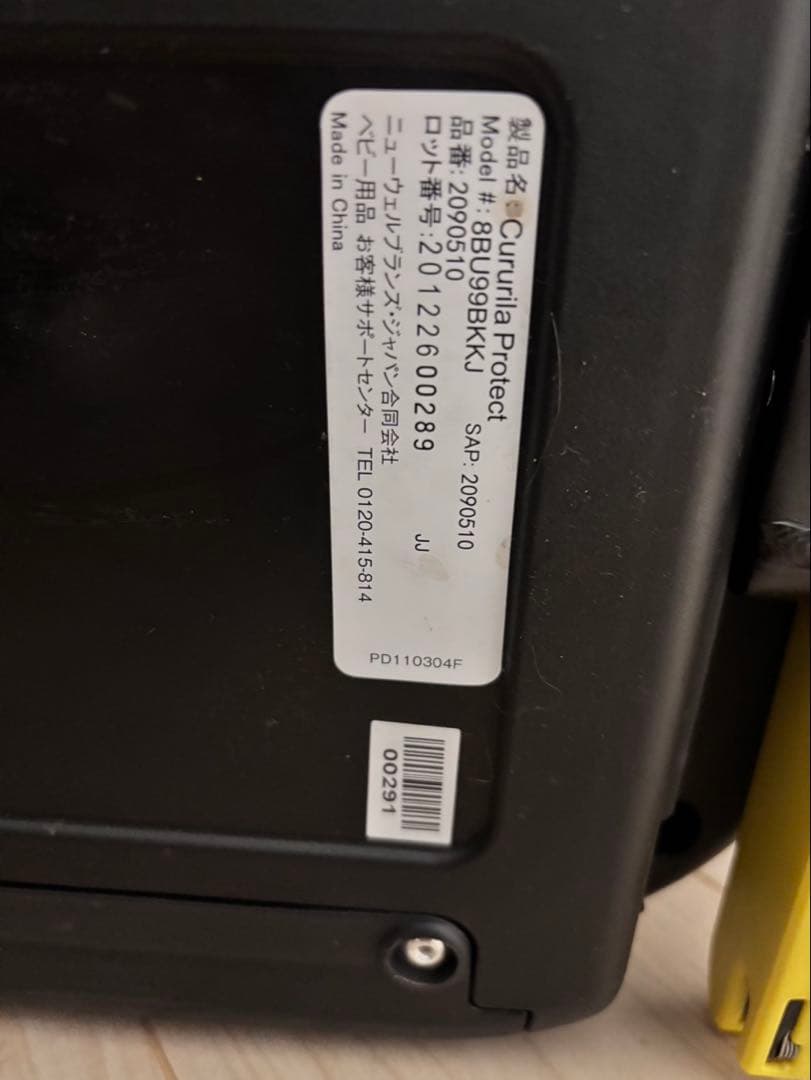 製品名:Cururila Protect
Model #: 8BU99BKKJ SAP: 2090510
品番: 2090510
ロット番号:20122600289 JJ
ニューウェルブランズ・ジャパン合同会社
ベビー用品 お客様サポートセンター TEL 0120-415-814
Made in China
PD110304F
00291